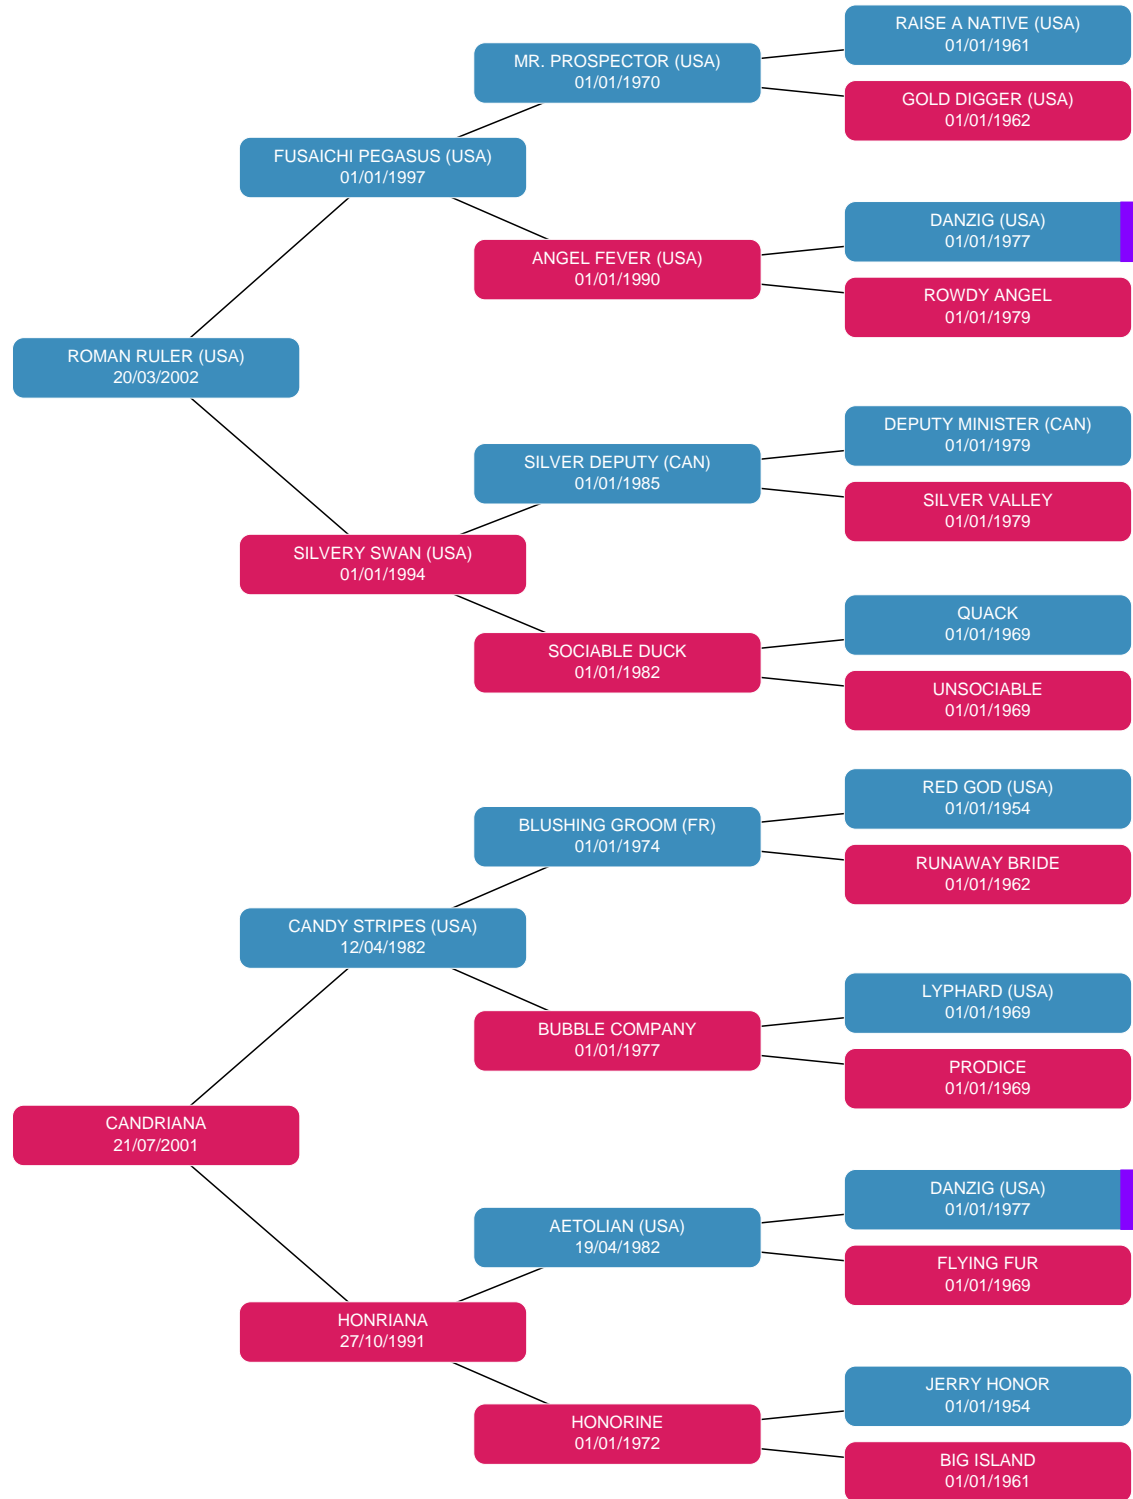 RAISE A NATIVE (USA)
01/01/1961
MR. PROSPECTOR (USA)
01/01/1970
GOLD DIGGER (USA)
01/01/1962
FUSAICHI PEGASUS (USA)
01/01/1997
DANZIG (USA)
01/01/1977
ANGEL FEVER (USA)
01/01/1990
ROWDY ANGEL
01/01/1979
ROMAN RULER (USA)
20/03/2002
DEPUTY MINISTER (CAN)
01/01/1979
SILVER DEPUTY (CAN)
01/01/1985
SILVER VALLEY
01/01/1979
SILVERY SWAN (USA)
01/01/1994
QUACK
01/01/1969
SOCIABLE DUCK
01/01/1982
UNSOCIABLE
01/01/1969
RED GOD (USA)
01/01/1954
BLUSHING GROOM (FR)
01/01/1974
RUNAWAY BRIDE
01/01/1962
CANDY STRIPES (USA)
12/04/1982
LYPHARD (USA)
01/01/1969
BUBBLE COMPANY
01/01/1977
PRODICE
01/01/1969
CANDRIANA
21/07/2001
DANZIG (USA)
01/01/1977
AETOLIAN (USA)
19/04/1982
FLYING FUR
01/01/1969
HONRIANA
27/10/1991
JERRY HONOR
01/01/1954
HONORINE
01/01/1972
BIG ISLAND
01/01/1961